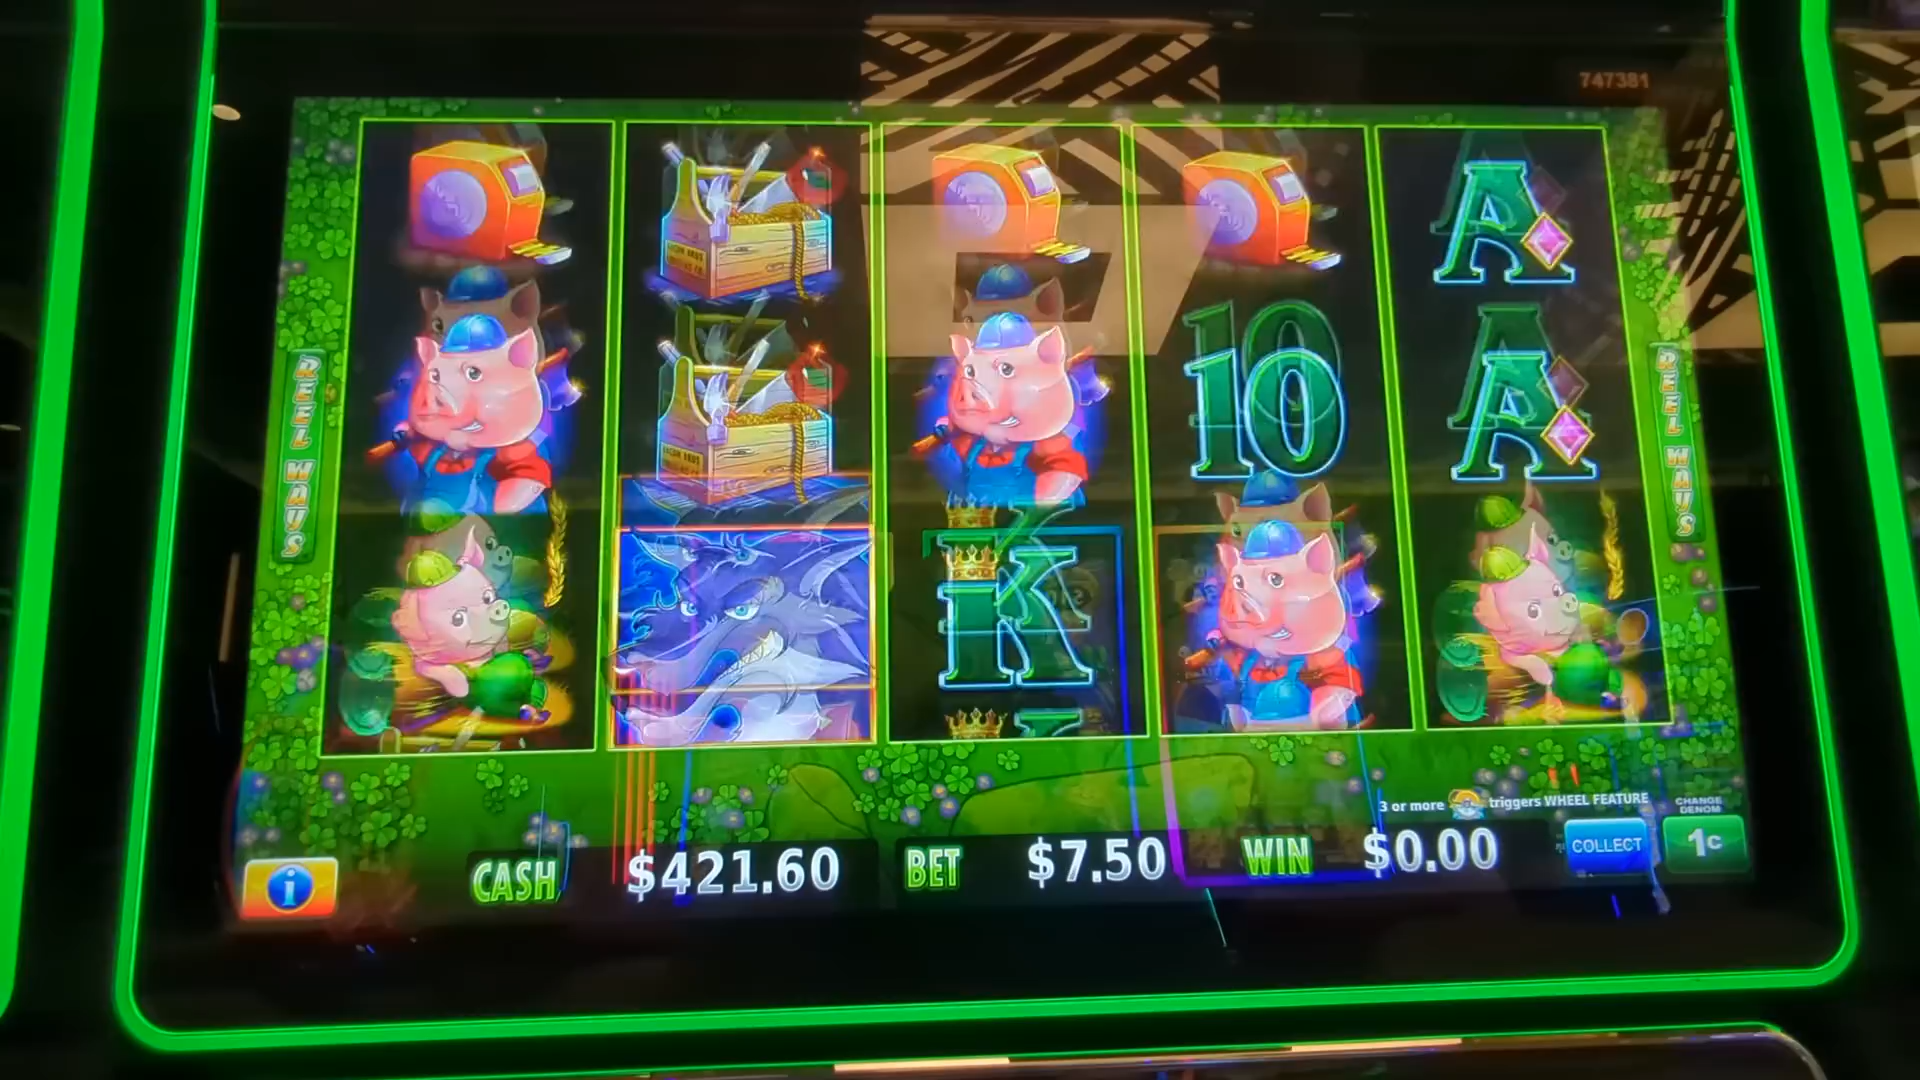 747381
A
10
10
A
A
REEL WAYS
REEL WAYS
K
K
3 or more triggers WHEEL FEATURE
CHANGE DENOM
CASH $421.60 BET $7.50 WIN $0.00 COLLECT 1¢
i